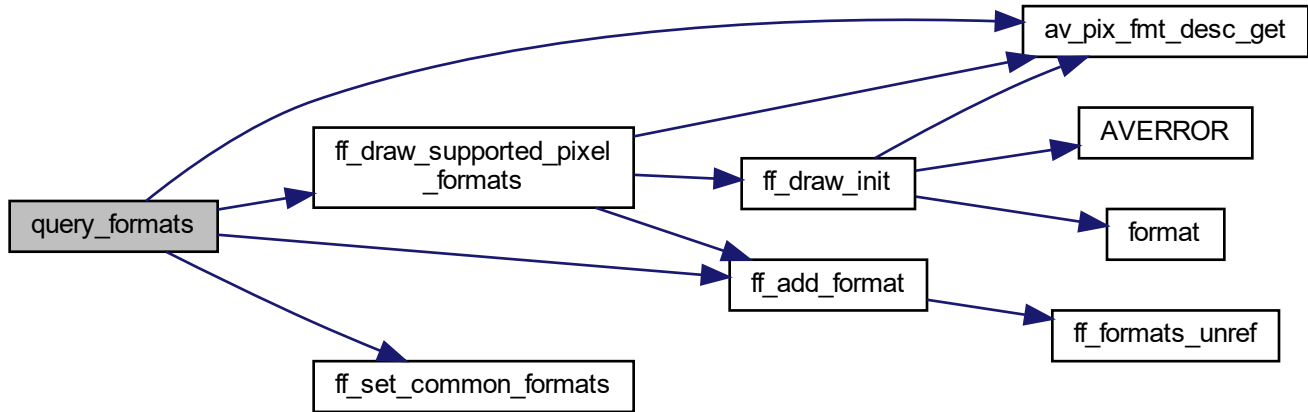 av_pix_fmt_desc_get
AVERROR
ff_draw_supported_pixel
_formats
ff_draw_init
query_formats
format
ff_add_format
ff_formats_unref
ff_set_common_formats